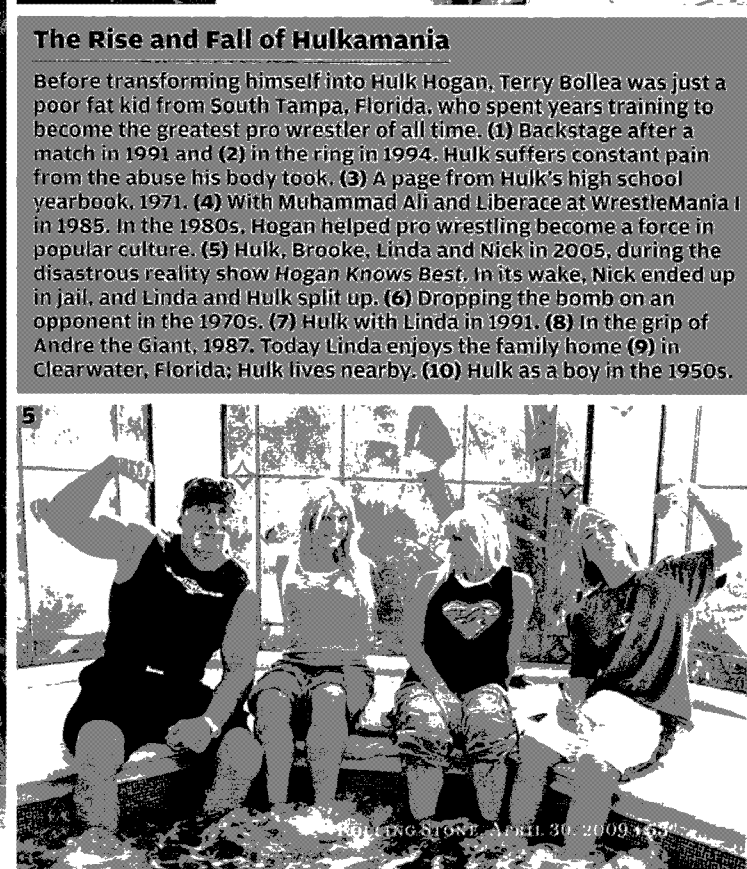 The Rise and Fall of Hulkamania
Before transforming himself into Hulk Hogan, Terry Bollea was just a
poor fat kid from South Tampa, Florida, who spent years training to
become the greatest pro wrestler of all time. (1) Backstage after a
match in 1991 and (2) in the ring in 1994. Hulk suffers constant pain
from the abuse his body took. (3) A page from Hulk's high school
yearbook, 1971. (4) With Muhammad Ali and Liberace at WrestleMania I
in 1985. In the 1980s, Hogan helped pro wrestling become a force in
popular culture. (5) Hulk, Brooke, Linda and Nick in 2005, during the
disastrous reality show Hogan Knows Best. In its wake, Nick ended up
in jail, and Linda and Hulk split up. (6) Dropping the bomb on an
opponent in the 1970s. (7) Hulk with Linda in 1991. (8) In the grip of
Andre the Giant, 1987. Today Linda enjoys the family home (9) in
Clearwater, Florida; Hulk lives nearby. (10) Hulk as a boy in the 1950s.
5
Rolling Stone, April 30, 2009